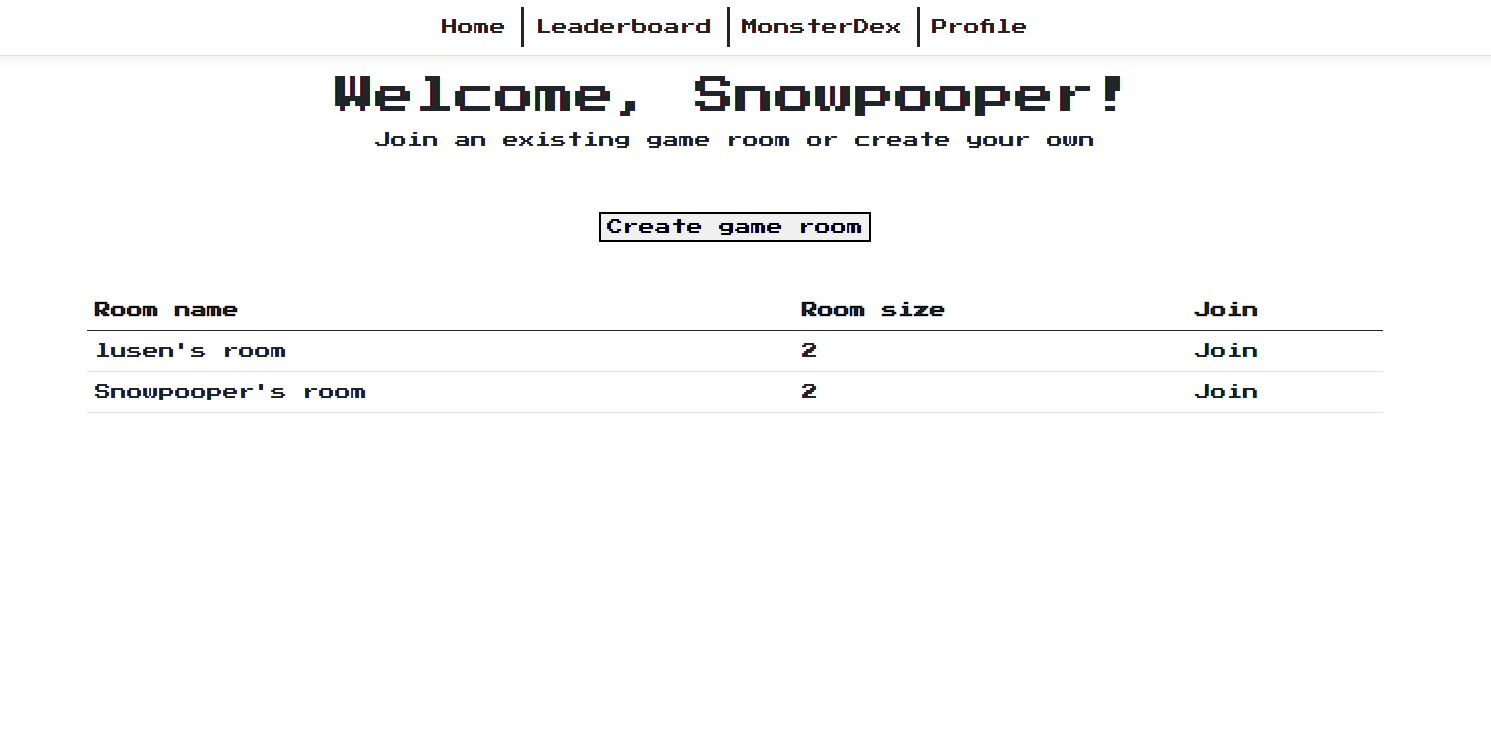 Home Leaderboard MonsterDex Profile
Welcome, Snowpooper!
Join an existing game room or create your own
Create game room
Room name Room size Join
lusen's room 2 Join
Snowpooper's room 2 Join